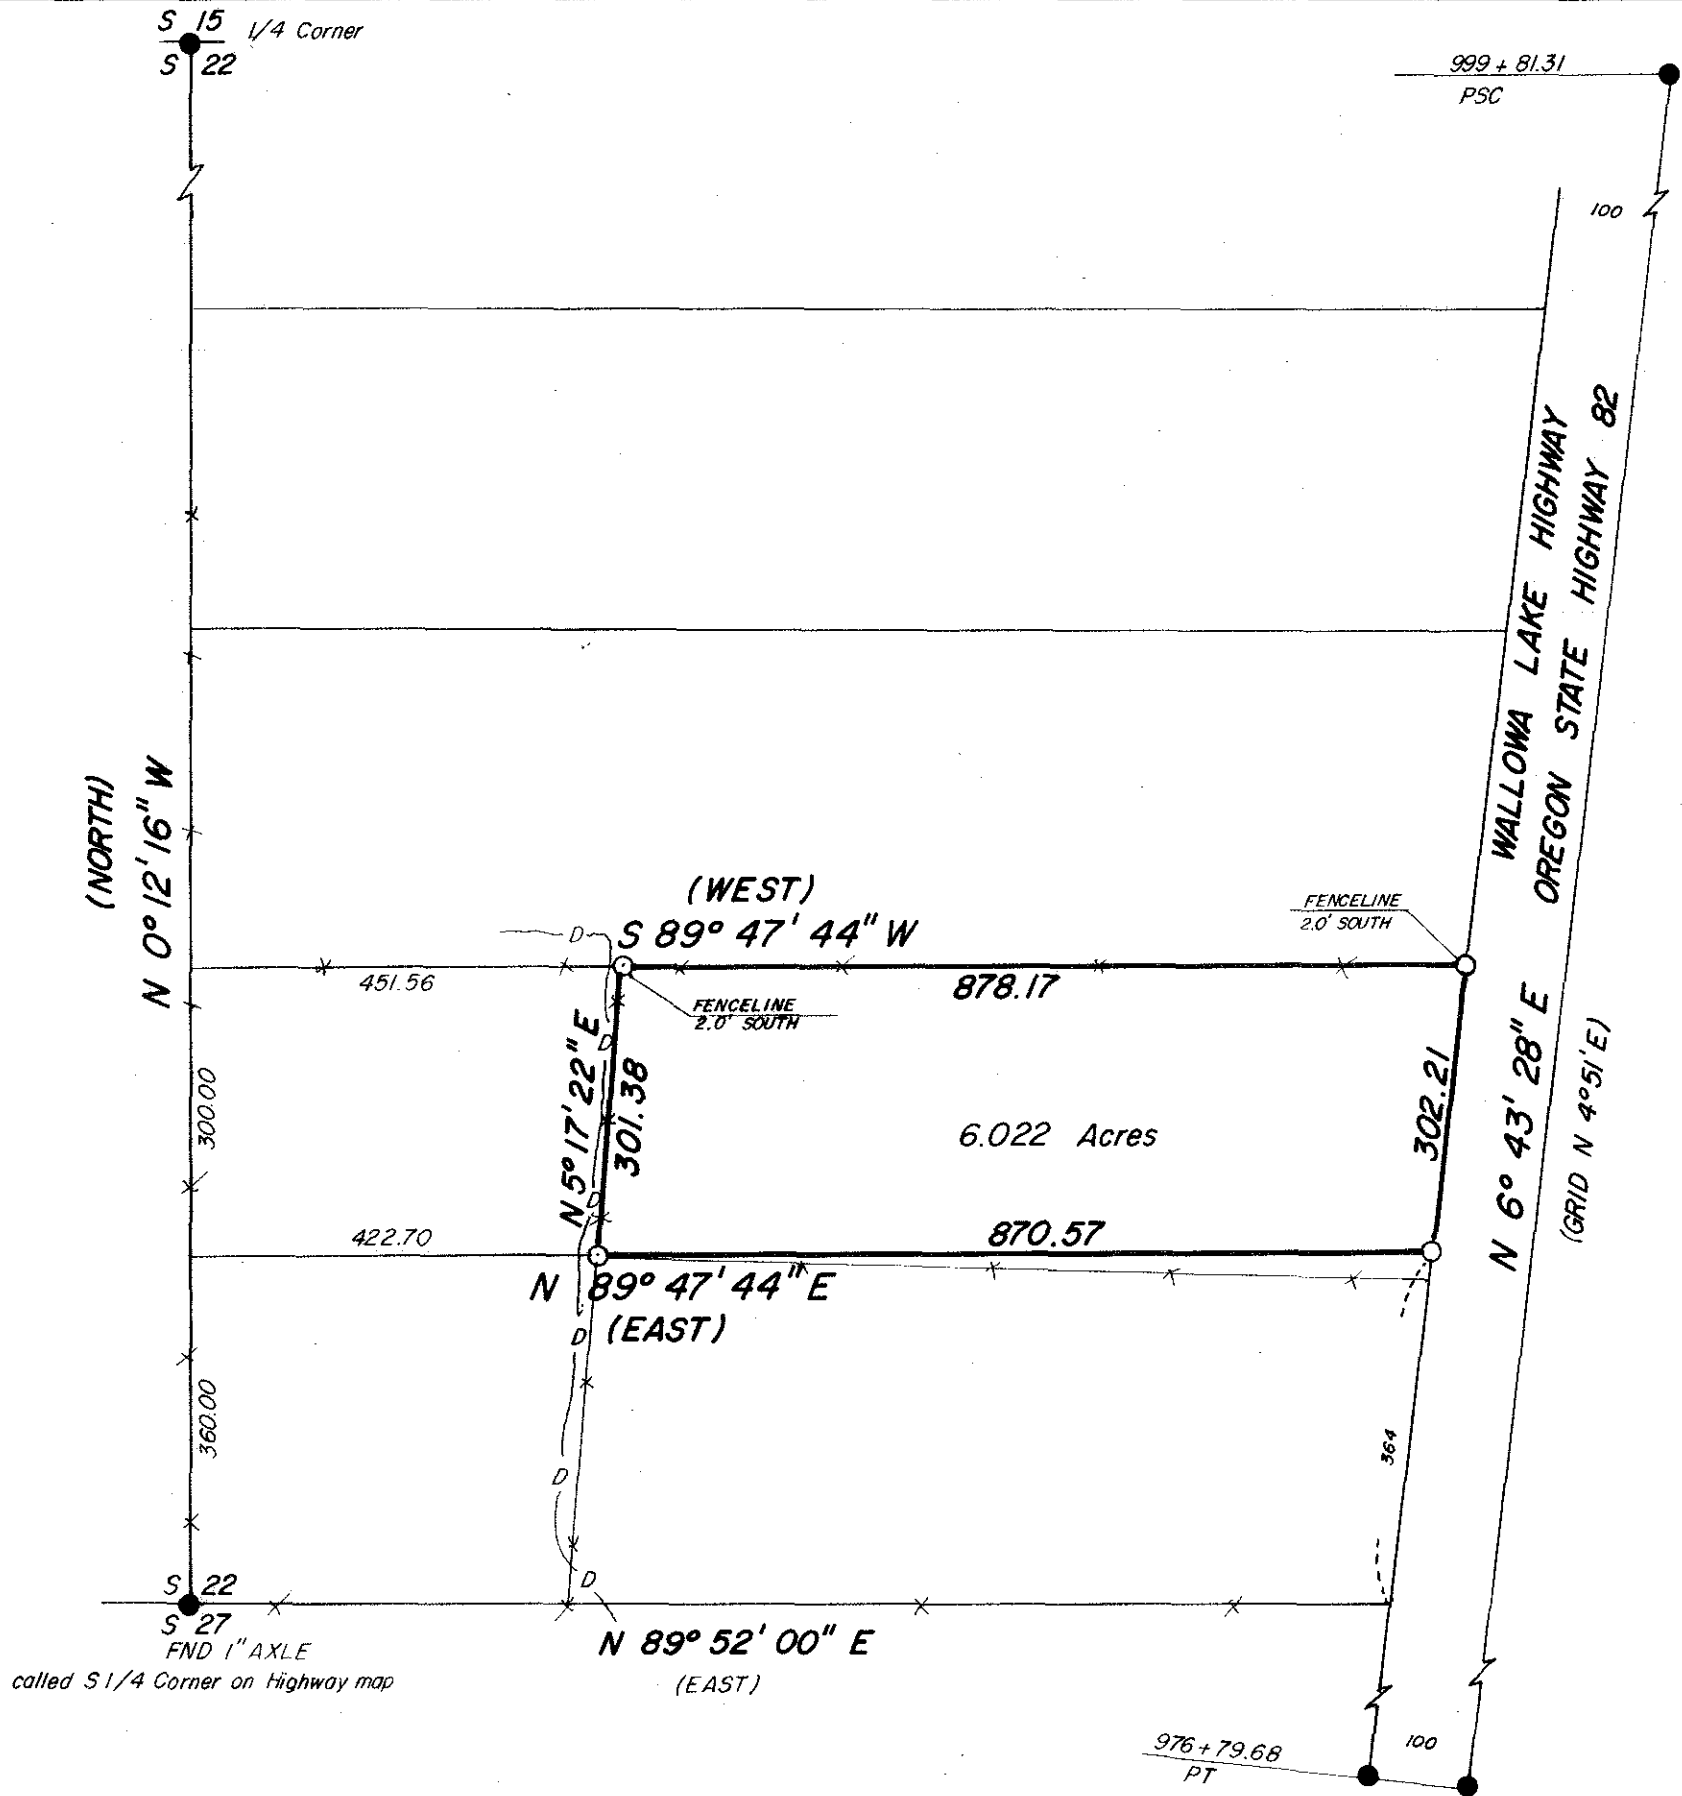 S 15
1/4 Corner
S 22
999 + 81.31
PSC
100
WALLOWA LAKE HIGHWAY
OREGON STATE HIGHWAY 82
(NORTH)
N 0° 12' 16" W
(WEST)
S 89° 47' 44" W
FENCELINE
2.0' SOUTH
451.56
878.17
FENCELINE
2.0' SOUTH
N 5° 17' 22" E
301.38
D
D
D
300.00
6.022 Acres
302.21
N 6° 43' 28" E
(GRID N 4° 51' E)
422.70
870.57
N 89° 47' 44" E
(EAST)
D
360.00
364
D
D
S 22
S 27
FND 1" AXLE
called S 1/4 Corner on Highway map
N 89° 52' 00" E
(EAST)
976 + 79.68
PT
100